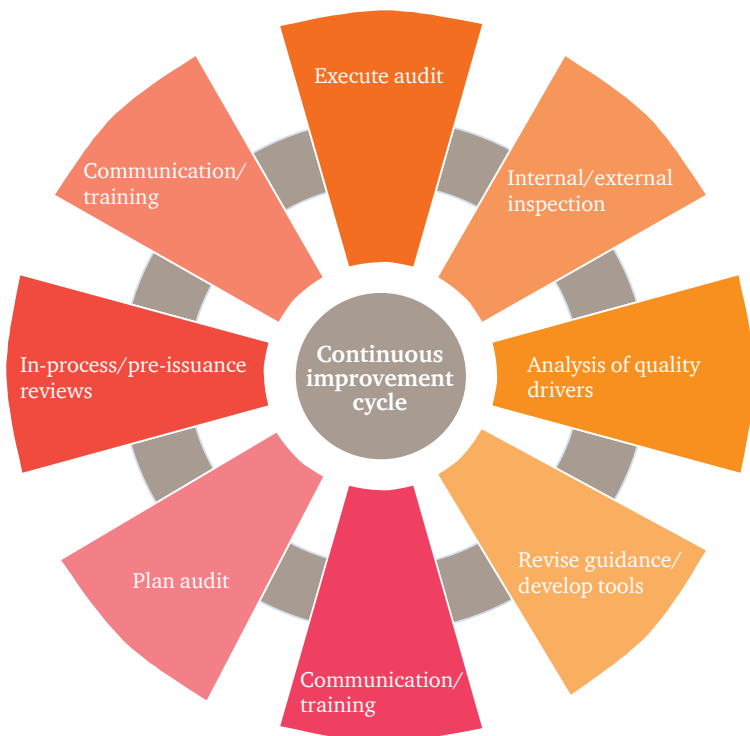 Execute audit
Internal/external
inspection
Analysis of quality
drivers
Revise guidance/
develop tools
Communication/
training
Plan audit
In-process/pre-issuance
reviews
Communication/
training
Continuous
improvement
cycle